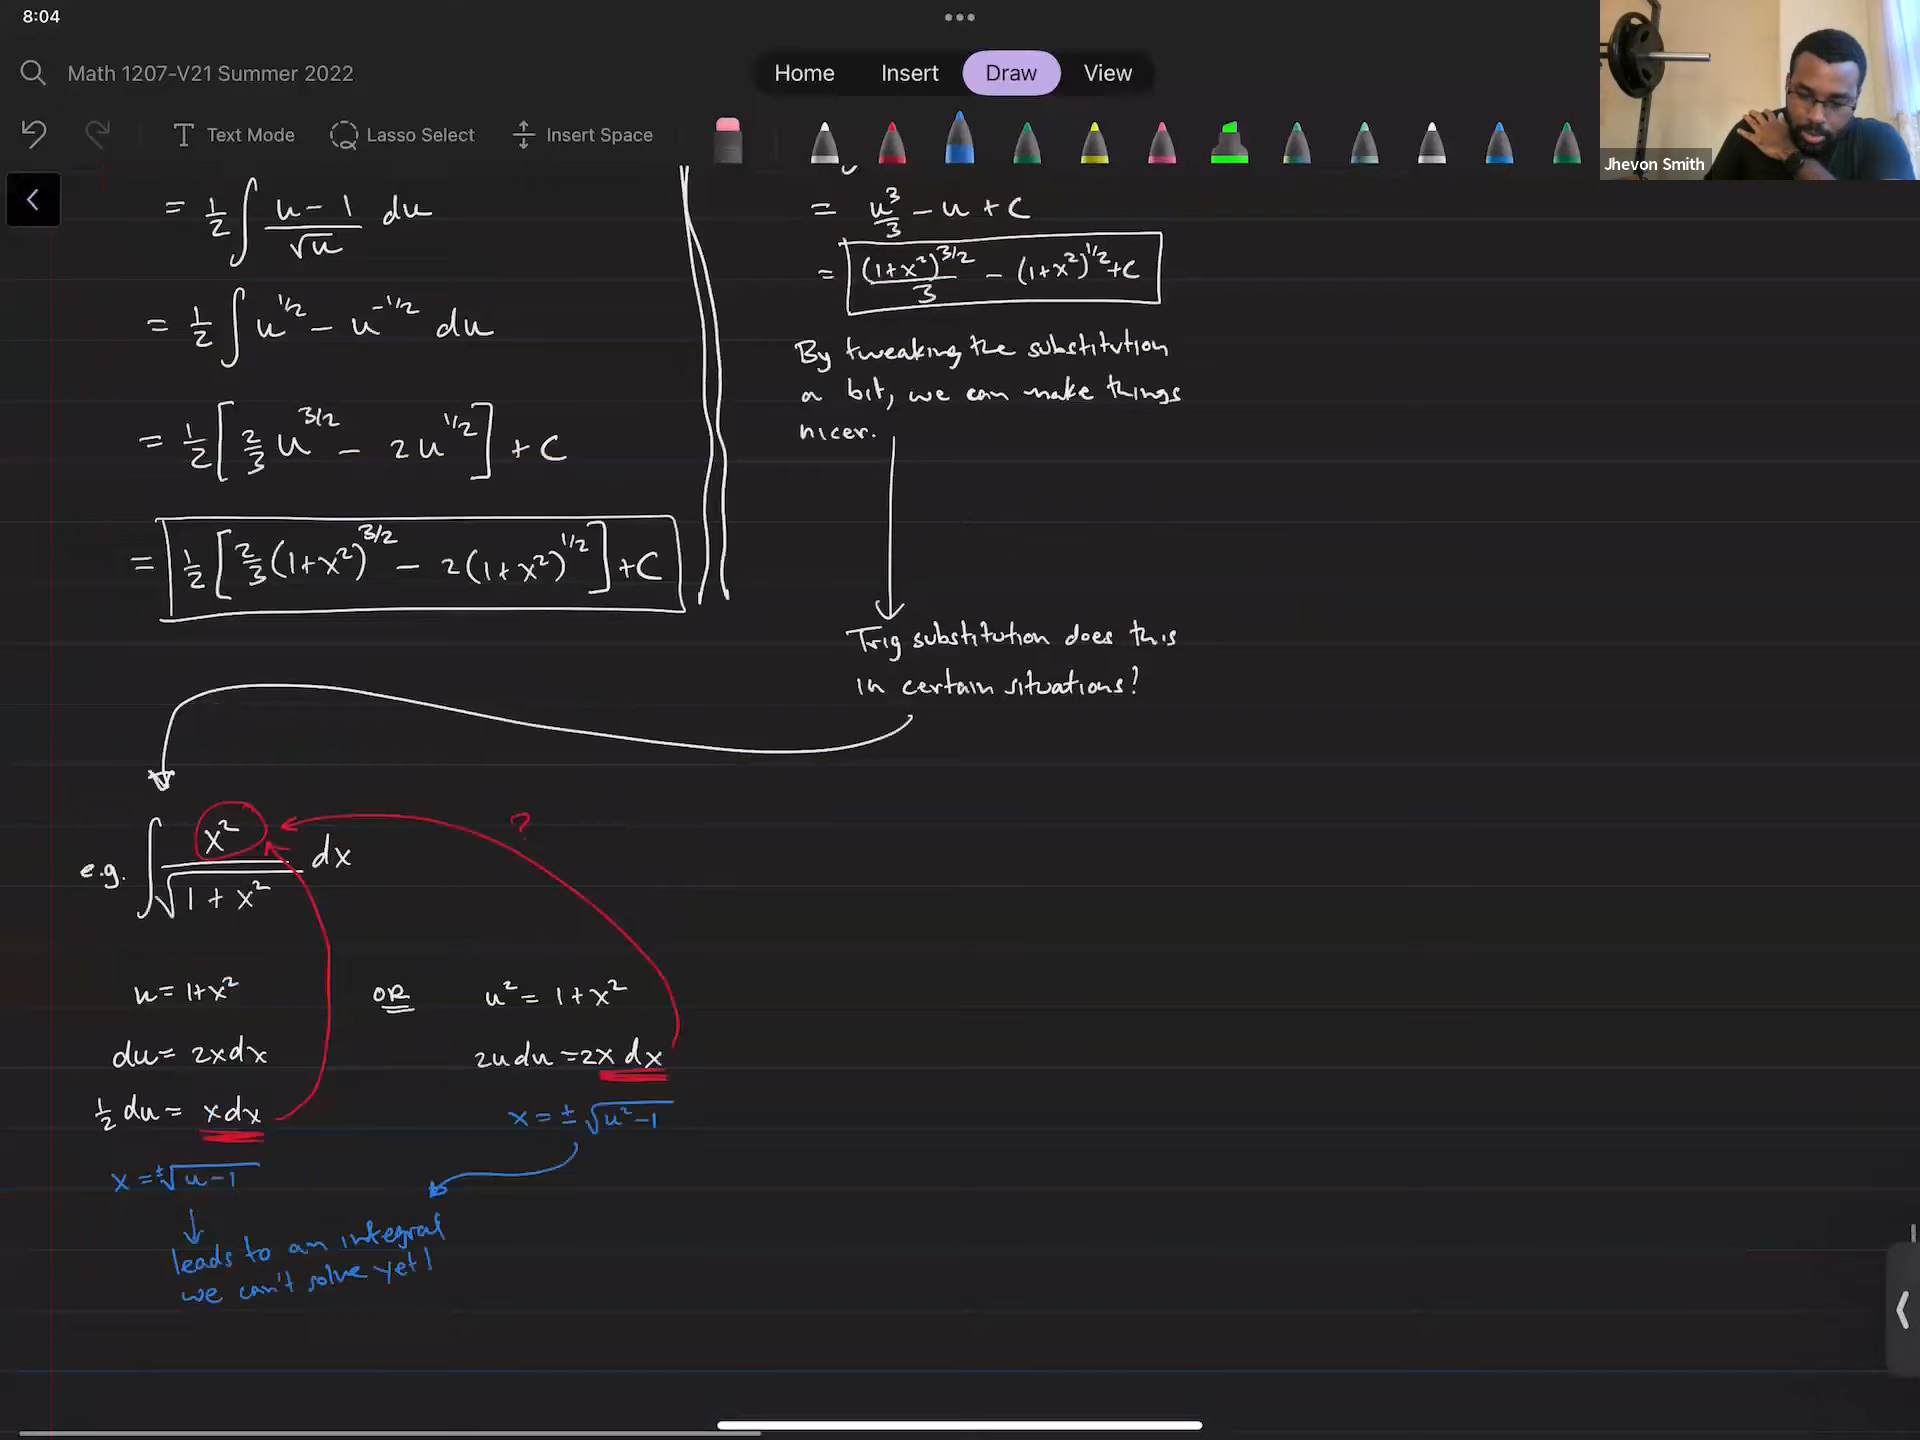 8:04
Math 1207-V21 Summer 2022
Home Insert Draw View
Text Mode Lasso Select Insert Space
Jhevon Smith
= 1/2 ∫ (u - 1)/√u du
= 1/2 ∫ u^(1/2) - u^(-1/2) du
= 1/2 [2/3 u^(3/2) - 2u^(1/2)] + C
= 1/2 [2/3 (1+x²)^(3/2) - 2(1+x²)^(1/2)] + C
= u³/3 - u + C
= (1+x²)^(3/2)/3 - (1+x²)^(1/2) + C
By tweaking the substitution
a bit, we can make things
nicer.
Trig substitution does this
in certain situations!
e.g. ∫ x²/√(1 + x²) dx
?
u = 1+x²
du = 2xdx
1/2 du = xdx
x = ±√(u-1)
OR
u² = 1+x²
2u du = 2x dx
x = ±√(u²-1)
leads to an integral
we can't solve yet!